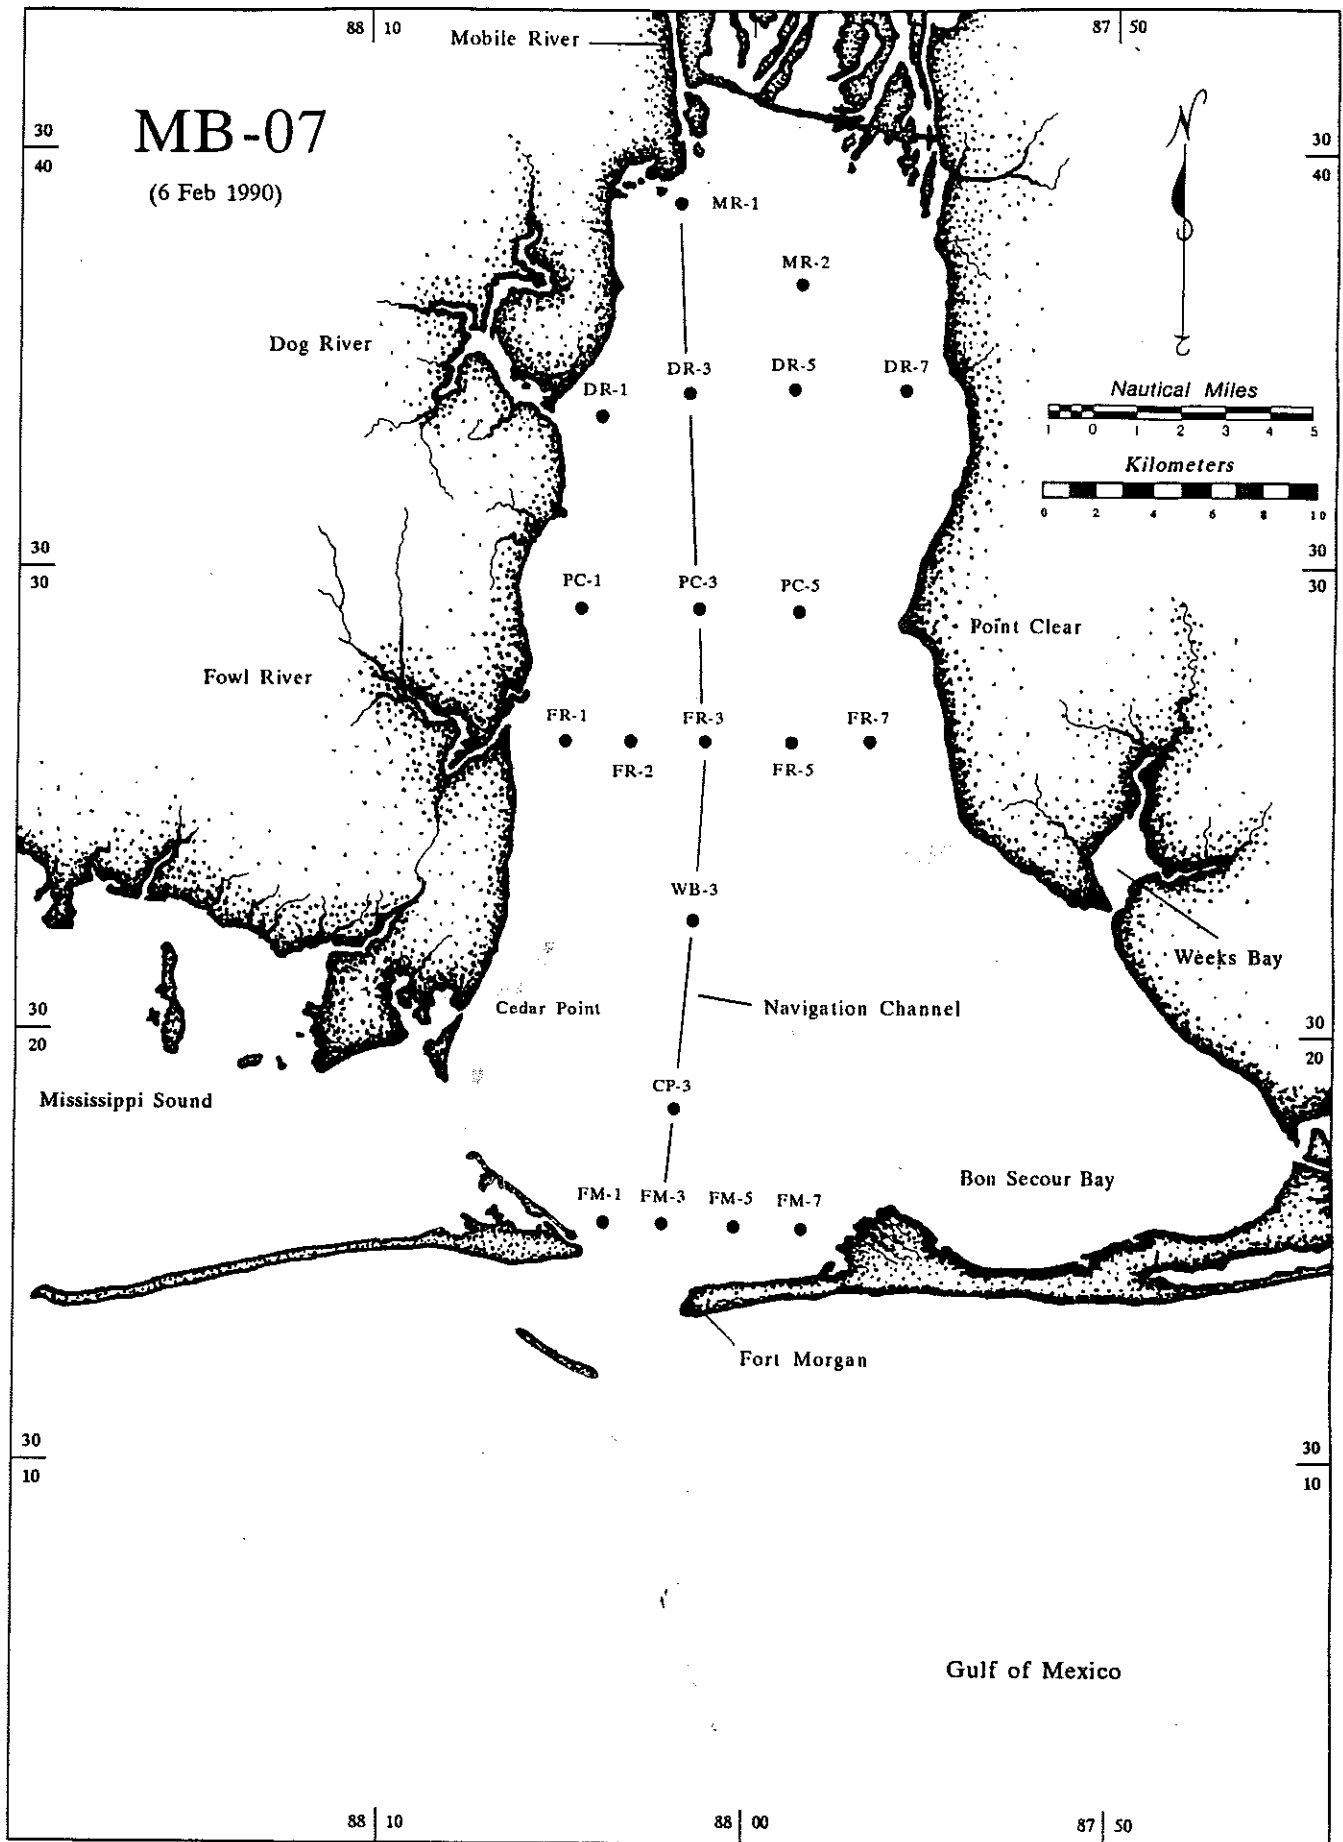 88 10
87 50
Mobile River
MB-07
(6 Feb 1990)
30
40
30
40
N
MR-1
MR-2
Dog River
DR-1
DR-3
DR-5
DR-7
Nautical Miles
1 0 1 2 3 4 5
Kilometers
0 2 4 6 8 10
30
30
30
30
PC-1
PC-3
PC-5
Point Clear
Fowl River
FR-1
FR-3
FR-7
FR-2
FR-5
WB-3
Weeks Bay
Cedar Point
Navigation Channel
30
20
30
20
CP-3
Mississippi Sound
Bon Secour Bay
FM-1
FM-3
FM-5
FM-7
Fort Morgan
30
10
30
10
Gulf of Mexico
88 10
88 00
87 50